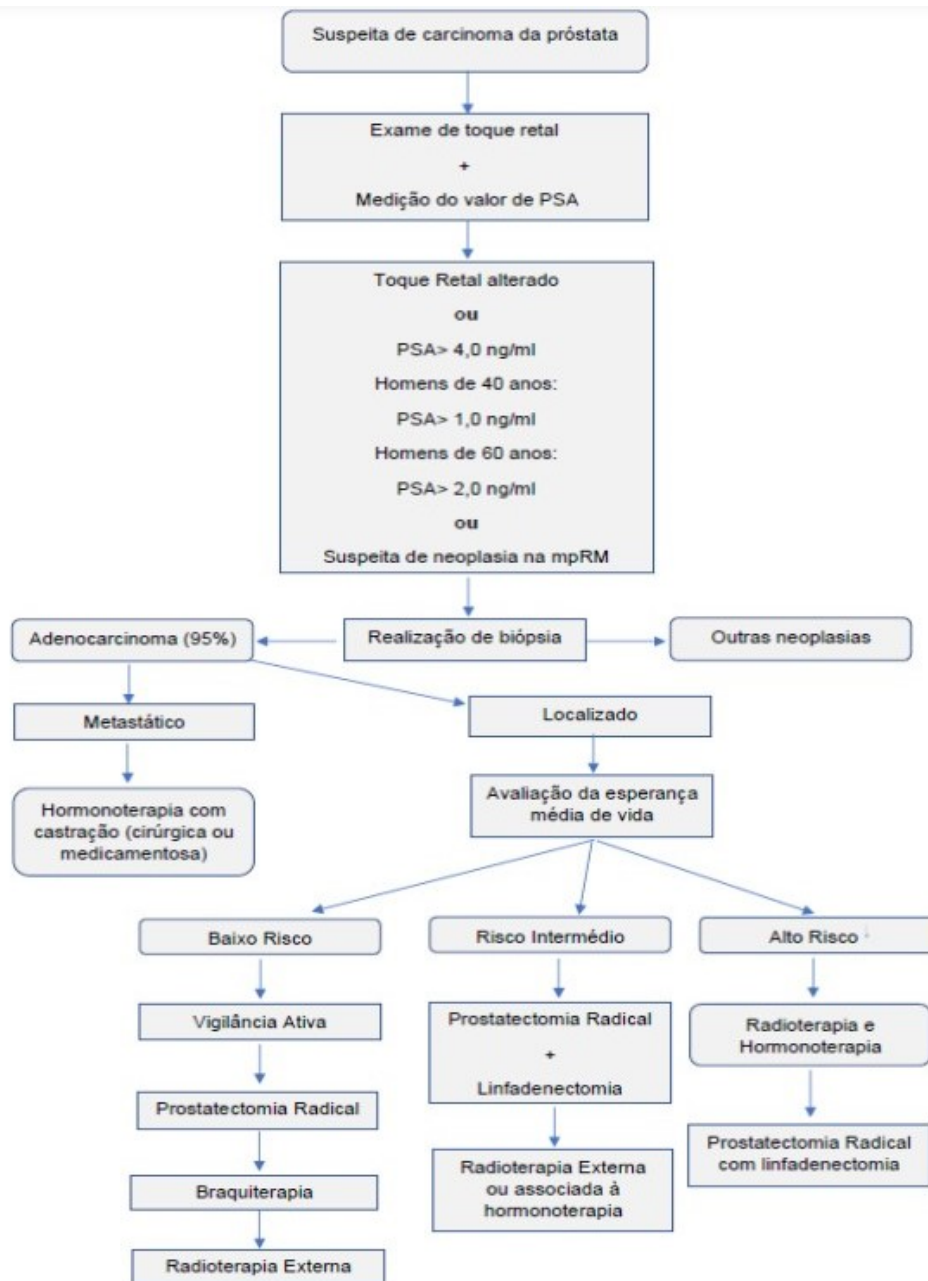 Suspeita de carcinoma da próstata
Exame de toque retal
+
Medição do valor de PSA
Toque Retal alterado
ou
PSA> 4,0 ng/ml
Homens de 40 anos:
PSA> 1,0 ng/ml
Homens de 60 anos:
PSA> 2,0 ng/ml
ou
Suspeita de neoplasia na mpRM
Adenocarcinoma (95%)
Realização de biópsia
Outras neoplasias
Metastático
Localizado
Hormonoterapia com
castração (cirúrgica ou
medicamentosa)
Avaliação da esperança
média de vida
Baixo Risco
Risco Intermédio
Alto Risco
Vigilância Ativa
Prostatectomia Radical
Braquiterapia
Radioterapia Externa
Prostatectomia Radical
+
Linfadenectomia
Radioterapia Externa
ou associada à
hormonoterapia
Radioterapia e
Hormonoterapia
Prostatectomia Radical
com linfadenectomia